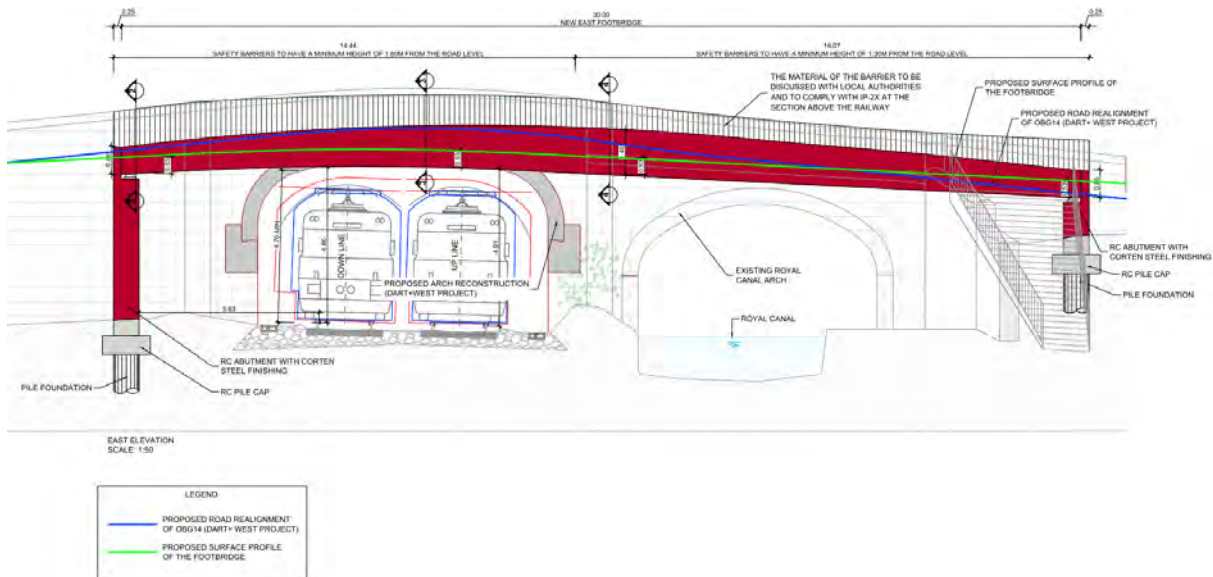 0.25
30.00
0.25
NEW EAST FOOTBRIDGE
14.44
16.07
SAFETY BARRIERS TO HAVE A MINIMUM HEIGHT OF 1.80M FROM THE ROAD LEVEL
SAFETY BARRIERS TO HAVE A MINIMUM HEIGHT OF 1.20M FROM THE ROAD LEVEL
THE MATERIAL OF THE BARRIER TO BE
DISCUSSED WITH LOCAL AUTHORITIES
AND TO COMPLY WITH IP-2X AT THE
SECTION ABOVE THE RAILWAY
PROPOSED SURFACE PROFILE OF
THE FOOTBRIDGE
PROPOSED ROAD REALIGNMENT
OF OBG14 (DART+ WEST PROJECT)
4.70 MIN
4.86
DOWN LINE
UP LINE
4.91
PROPOSED ARCH RECONSTRUCTION
(DART+WEST PROJECT)
EXISTING ROYAL
CANAL ARCH
ROYAL CANAL
5.63
RC ABUTMENT WITH
CORTEN STEEL FINISHING
RC PILE CAP
PILE FOUNDATION
RC ABUTMENT WITH CORTEN
STEEL FINISHING
PILE FOUNDATION
RC PILE CAP
EAST ELEVATION
SCALE: 1:50
LEGEND
PROPOSED ROAD REALIGNMENT
OF OBG14 (DART+ WEST PROJECT)
PROPOSED SURFACE PROFILE
OF THE FOOTBRIDGE